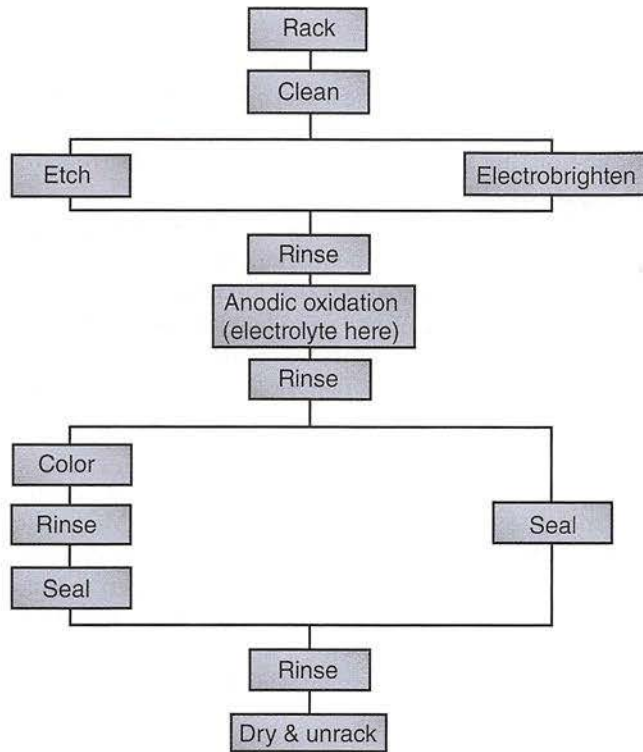 Rack
Clean
Etch
Electrobrighten
Rinse
Anodic oxidation
(electrolyte here)
Rinse
Color
Rinse
Seal
Seal
Rinse
Dry & unrack